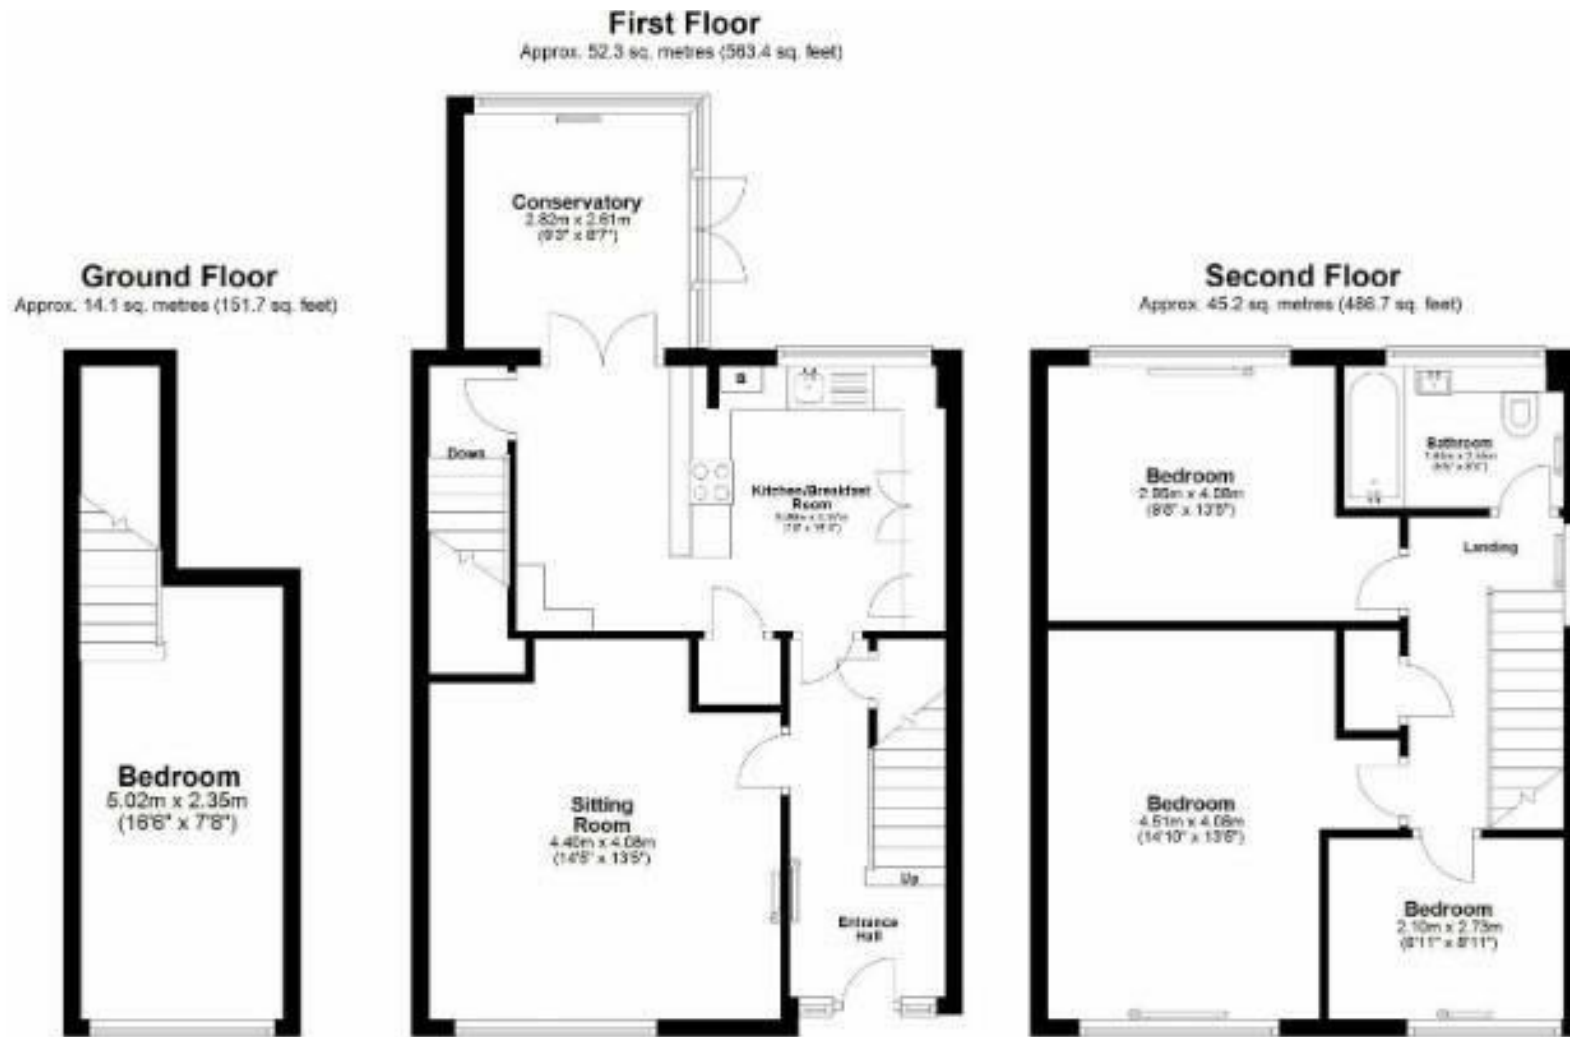 First Floor
Approx. 52.3 sq. metres (563.4 sq. feet)
Conservatory
2.82m x 2.61m
(9'3" x 8'7")
Ground Floor
Approx. 14.1 sq. metres (151.7 sq. feet)
Second Floor
Approx. 45.2 sq. metres (486.7 sq. feet)
B
Down
Kitchen/Breakfast
Room
Bathroom
Bedroom
2.95m x 4.08m
(9'8" x 13'5")
Landing
Bedroom
5.02m x 2.35m
(16'6" x 7'8")
Sitting
Room
4.40m x 4.08m
(14'5" x 13'5")
Bedroom
4.51m x 4.08m
(14'10" x 13'5")
Up
Entrance
Hall
Bedroom
2.10m x 2.73m
(6'11" x 8'11")